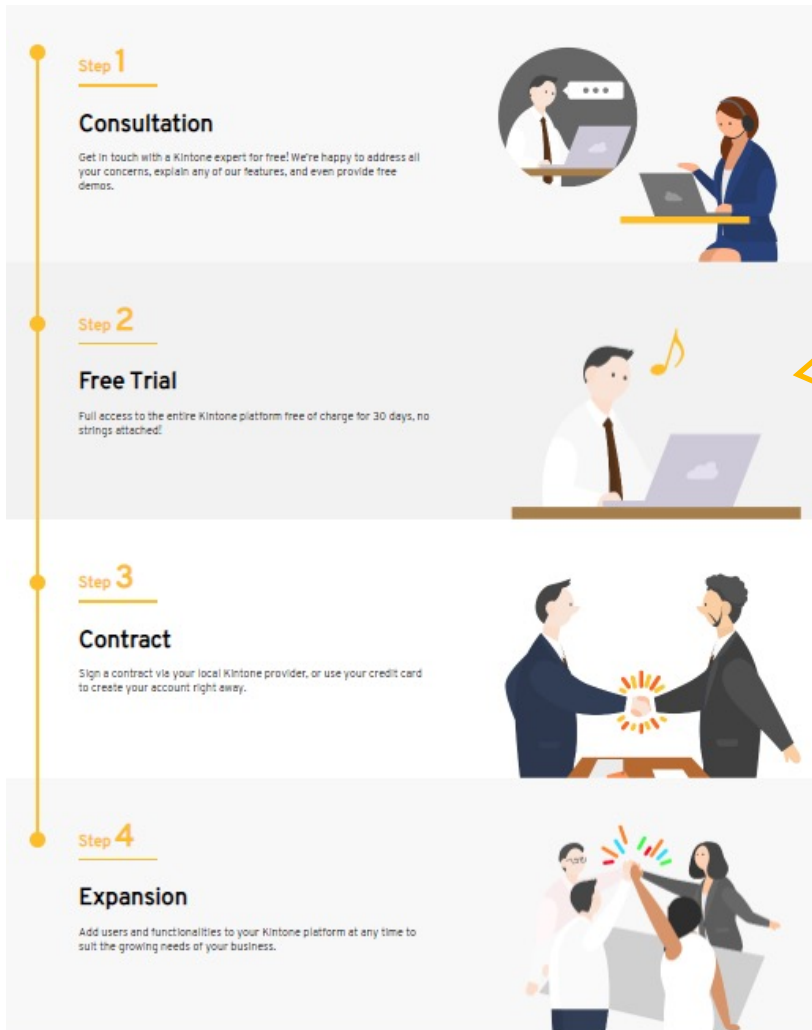 Step 1
Consultation
Get in touch with a Kintone expert for free! We're happy to address all
your concerns, explain any of our features, and even provide free
demos.
Step 2
Free Trial
Full access to the entire Kintone platform free of charge for 30 days, no
strings attached!
Step 3
Contract
Sign a contract via your local Kintone provider, or use your credit card
to create your account right away.
Step 4
Expansion
Add users and functionalities to your Kintone platform at any time to
suit the growing needs of your business.